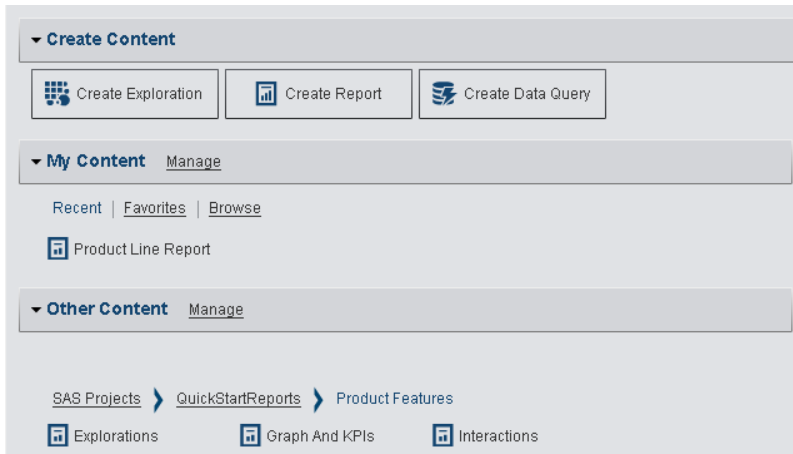 Create Content
Create Exploration Create Report Create Data Query
My Content Manage
Recent | Favorites | Browse
Product Line Report
Other Content Manage
SAS Projects QuickStartReports Product Features
Explorations Graph And KPIs Interactions